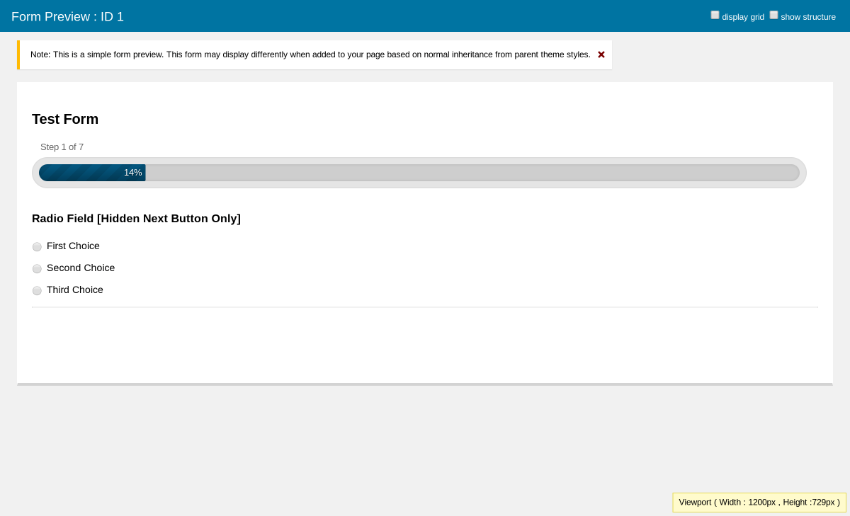 Form Preview : ID 1
display grid show structure
Note: This is a simple form preview. This form may display differently when added to your page based on normal inheritance from parent theme styles.
Test Form
Step 1 of 7
14%
Radio Field [Hidden Next Button Only]
First Choice
Second Choice
Third Choice
Viewport ( Width : 1200px , Height :729px )